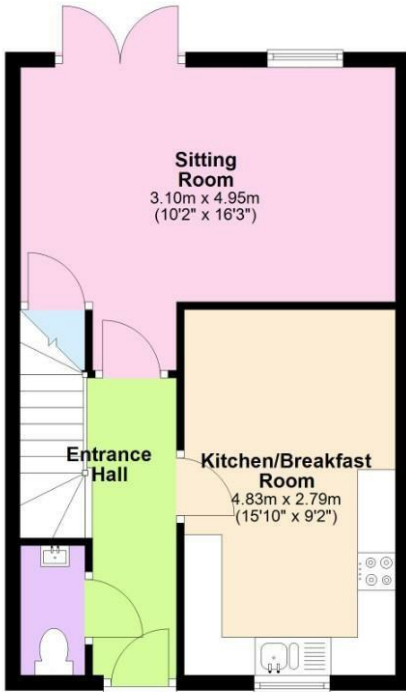 Sitting
Room
3.10m x 4.95m
(10'2" x 16'3")
Entrance
Hall
Kitchen/Breakfast
Room
4.83m x 2.79m
(15'10" x 9'2")